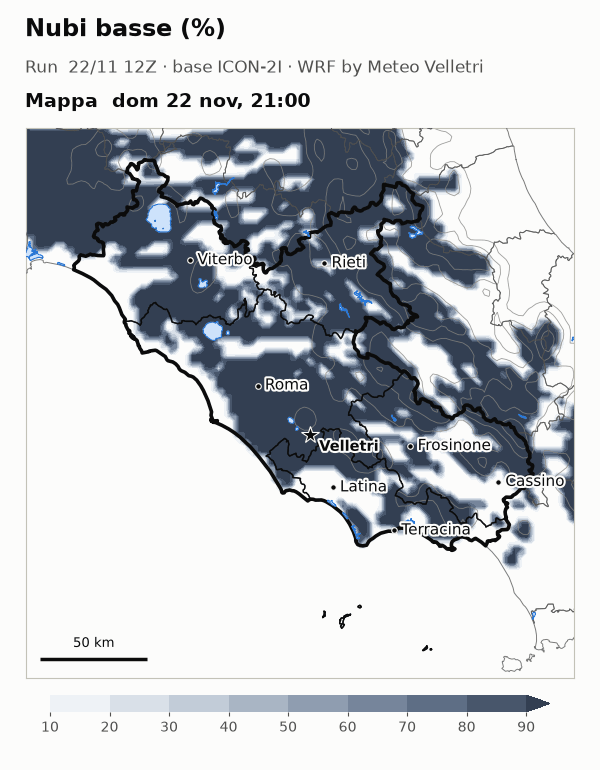 Nubi basse (%)
Run  22/11 12Z · base ICON-2I · WRF by Meteo Velletri
Mappa  dom 22 nov, 21:00
Viterbo
Rieti
Roma
Velletri
Frosinone
Latina
Cassino
Terracina
50 km
10 20 30 40 50 60 70 80 90